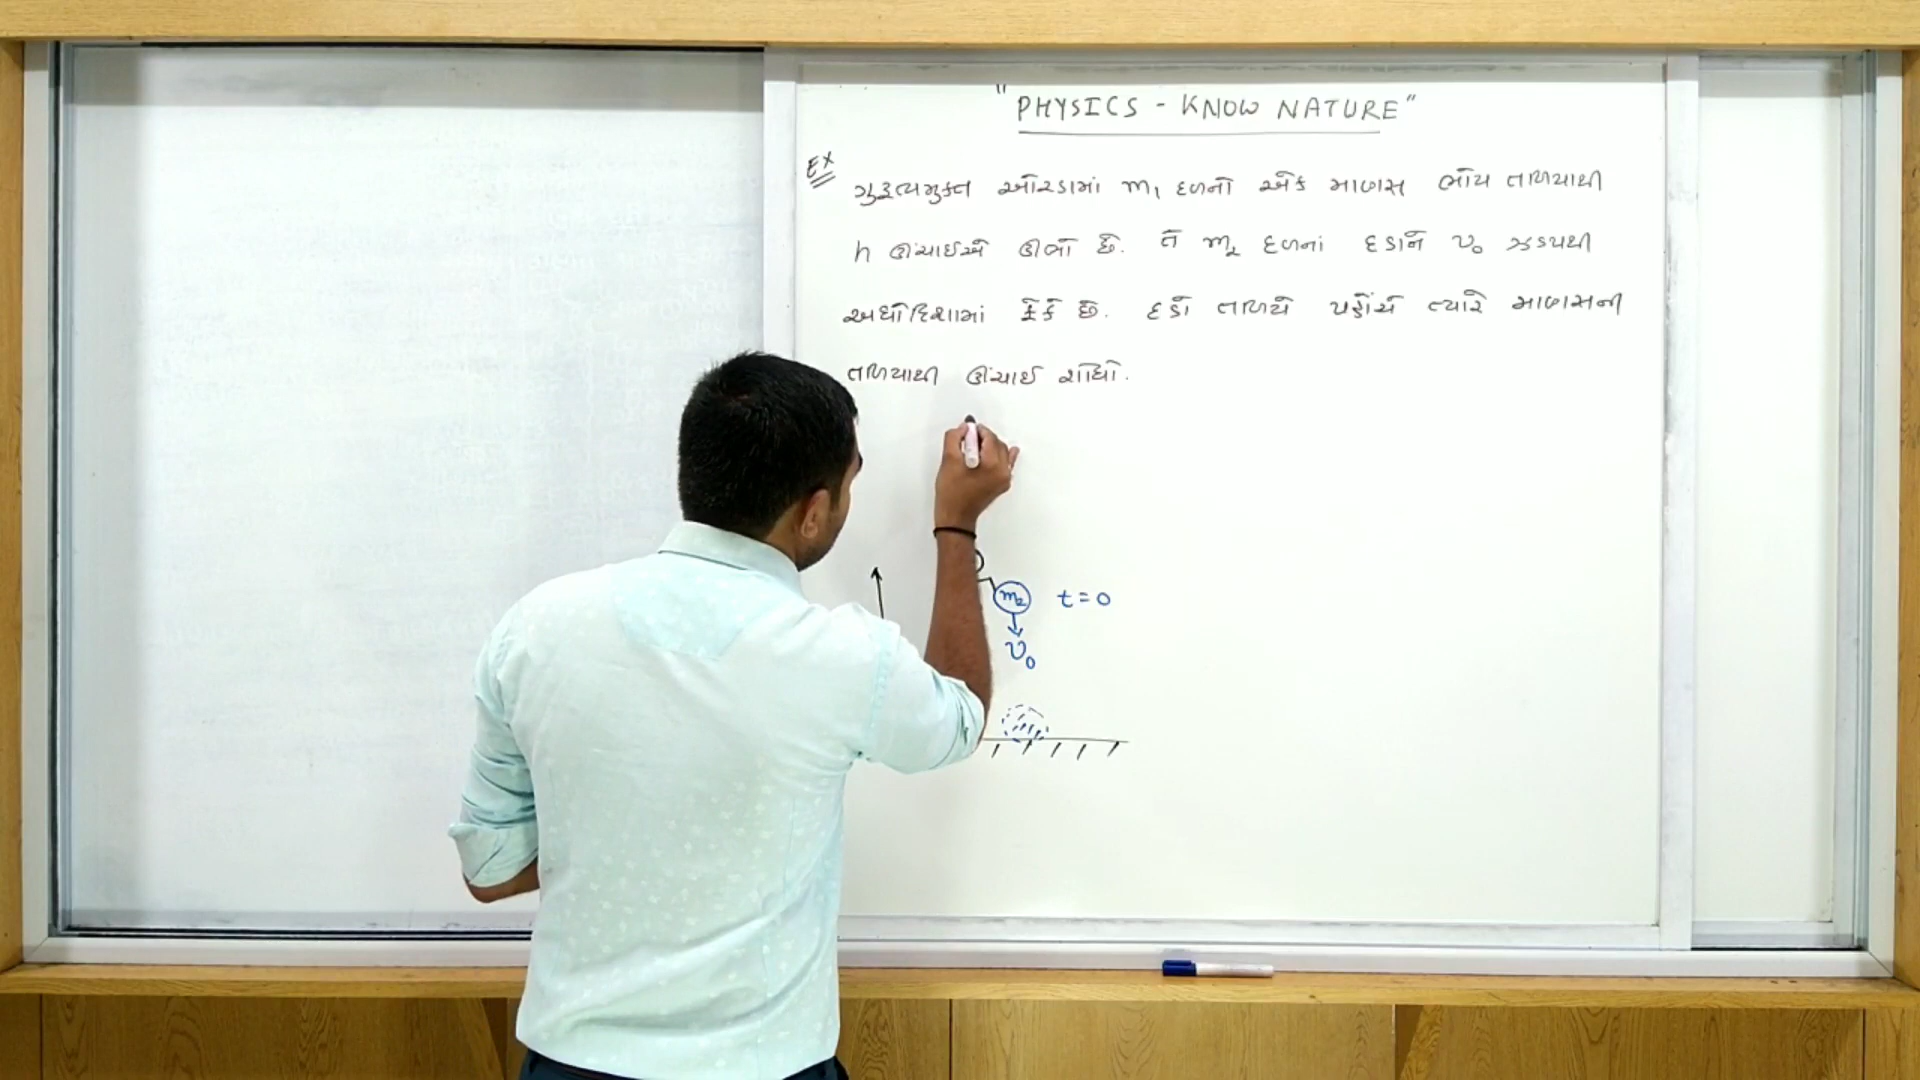 "PHYSICS - KNOW NATURE"
Ex
ગુરૂત્વમુક્ત ઓરડામાં m₁ દળનો એક માણસ ભોંય તળિયાથી
h ઊંચાઈએ ઊભો છે. તે m₂ દળનાં દડાને v₀ ઝડપથી
અધોદિશામાં ફેંકે છે. દડો તળિયે પહોંચે ત્યારે માણસની
તળિયાથી ઊંચાઈ શોધો.
m₂ t = 0
v₀